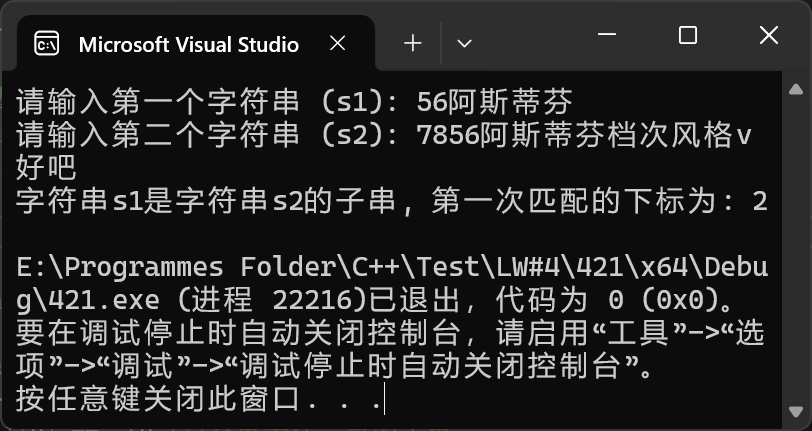 Microsoft Visual Studio
请输入第一个字符串 (s1): 56阿斯蒂芬
请输入第二个字符串 (s2): 7856阿斯蒂芬档次风格v
好吧
字符串s1是字符串s2的子串，第一次匹配的下标为: 2
E:\Programmes Folder\C++\Test\LW#4\421\x64\Debu
g\421.exe (进程 22216)已退出，代码为 0 (0x0)。
要在调试停止时自动关闭控制台，请启用“工具”->“选
项”->“调试”->“调试停止时自动关闭控制台”。
按任意键关闭此窗口. . .